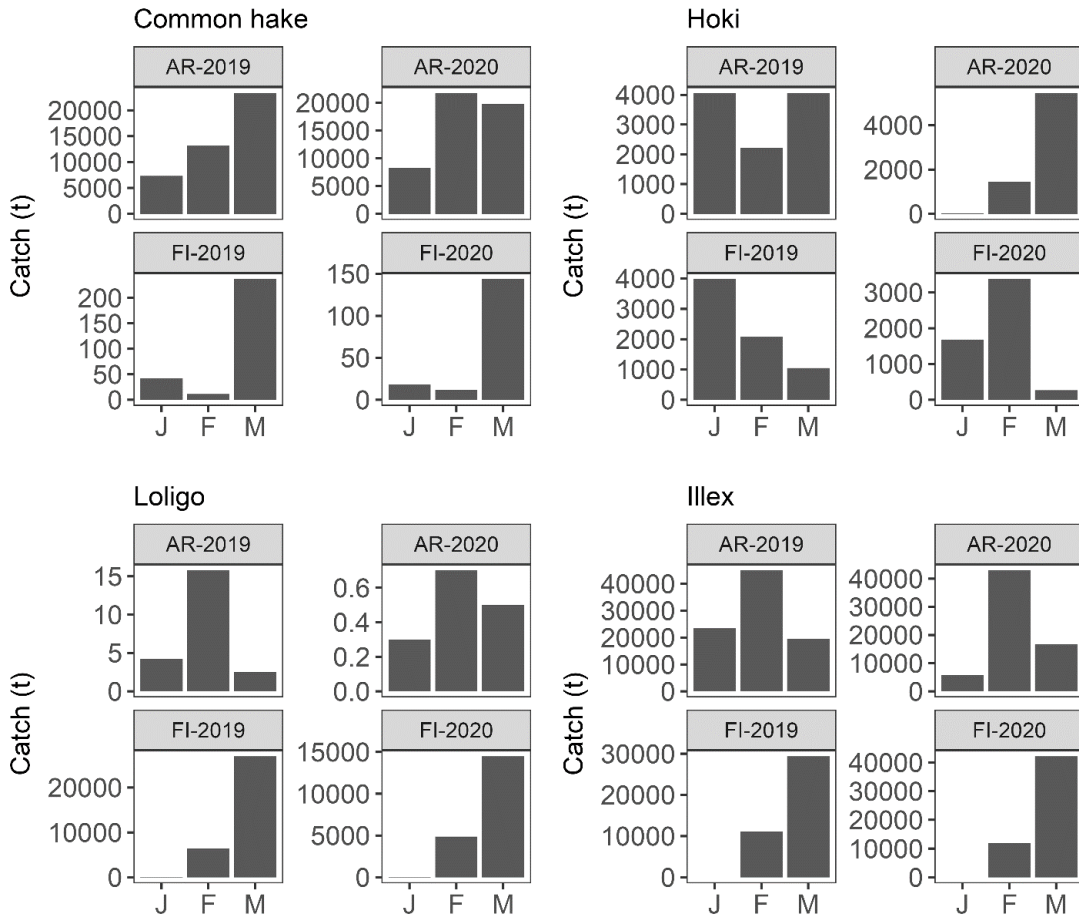 Common hake
Hoki
AR-2019
AR-2020
AR-2019
AR-2020
Catch (t)
20000
15000
10000
5000
0
20000
15000
10000
5000
0
Catch (t)
4000
3000
2000
1000
0
4000
2000
0
FI-2019
FI-2020
FI-2019
FI-2020
200
150
100
50
0
150
100
50
0
4000
3000
2000
1000
0
3000
2000
1000
0
J F M
J F M
J F M
J F M
Loligo
Illex
AR-2019
AR-2020
AR-2019
AR-2020
Catch (t)
15
10
5
0
0.6
0.4
0.2
0.0
Catch (t)
40000
30000
20000
10000
0
40000
30000
20000
10000
0
FI-2019
FI-2020
FI-2019
FI-2020
20000
10000
0
15000
10000
5000
0
30000
20000
10000
0
40000
30000
20000
10000
0
J F M
J F M
J F M
J F M